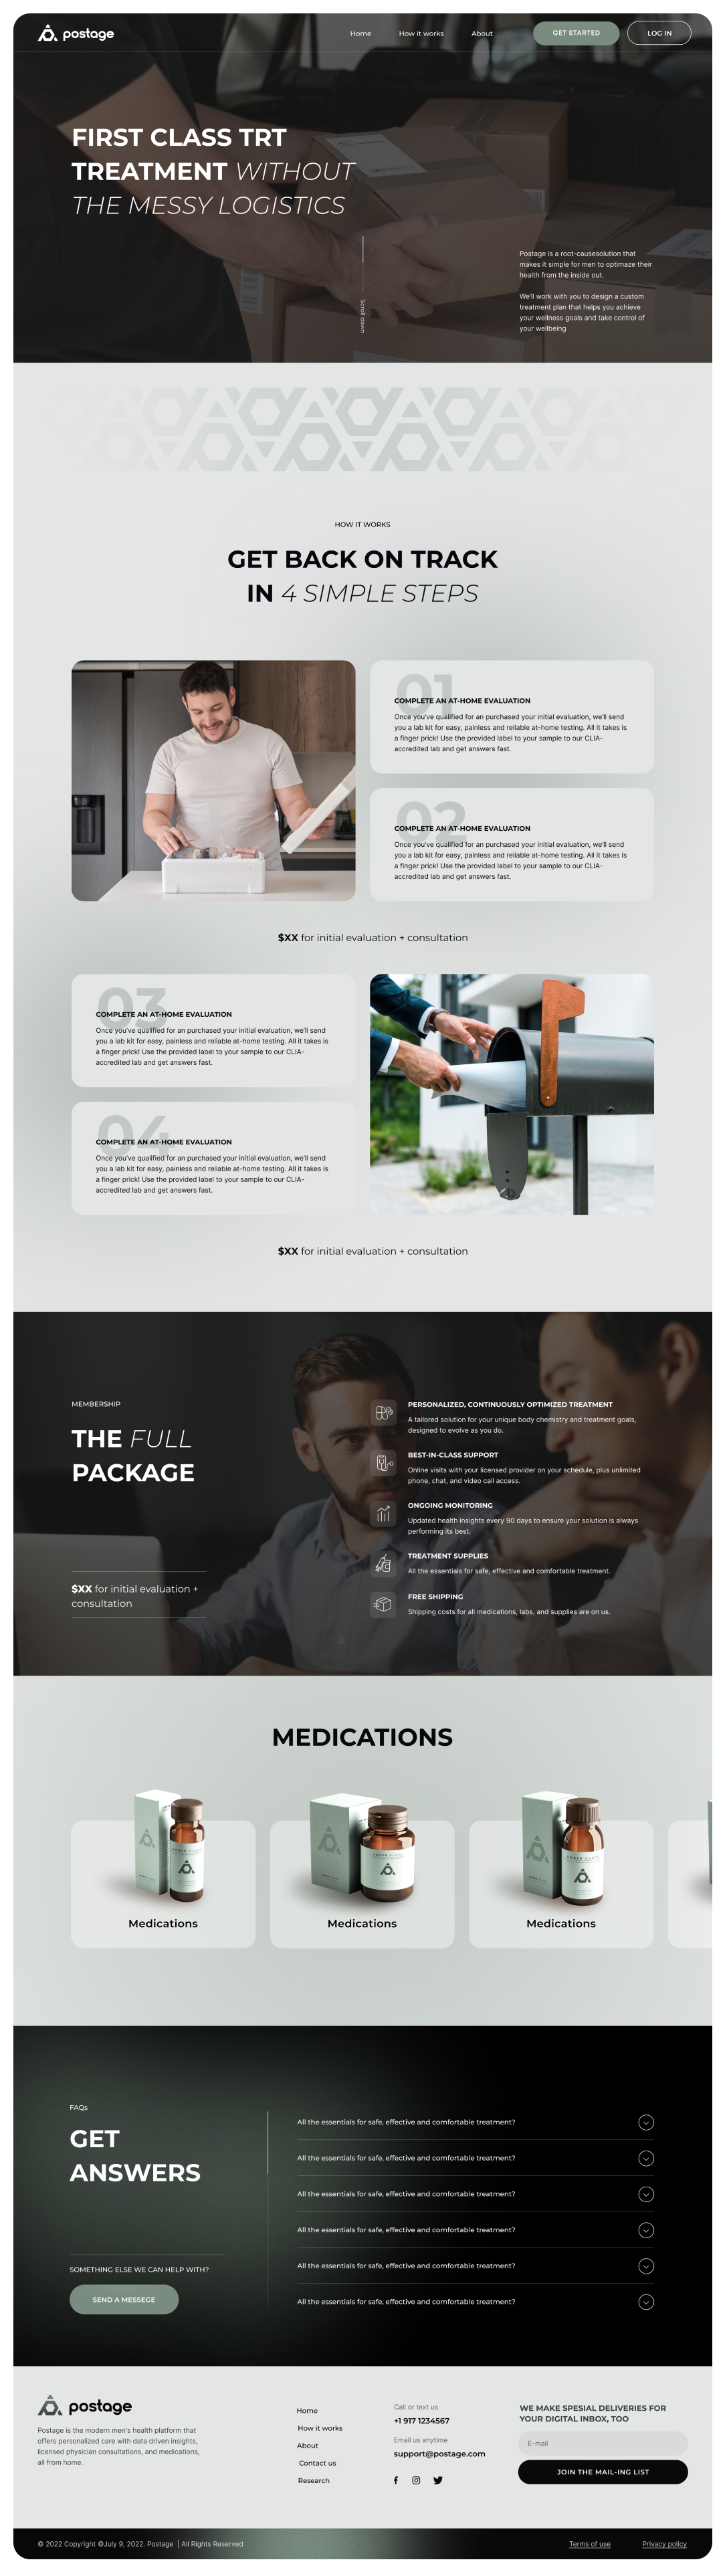 postage
Home
How it works
About
GET STARTED
LOG IN
FIRST CLASS TRT
TREATMENT WITHOUT
THE MESSY LOGISTICS
Scroll dawn
Postage is a root-causesolution that
makes it simple for men to optimaze their
health from the inside out.
We'll work with you to design a custom
treatment plan that helps you achieve
your wellness goals and take control of
your wellbeing
HOW IT WORKS
GET BACK ON TRACK
IN 4 SIMPLE STEPS
01
COMPLETE AN AT-HOME EVALUATION
Once you've qualified for an purchased your initial evaluation, we'll send
you a lab kit for easy, painless and reliable at-home testing. All it takes is
a finger prick! Use the provided label to your sample to our CLIA-
accredited lab and get answers fast.
02
COMPLETE AN AT-HOME EVALUATION
Once you've qualified for an purchased your initial evaluation, we'll send
you a lab kit for easy, painless and reliable at-home testing. All it takes is
a finger prick! Use the provided label to your sample to our CLIA-
accredited lab and get answers fast.
$XX for initial evaluation + consultation
03
COMPLETE AN AT-HOME EVALUATION
Once you've qualified for an purchased your initial evaluation, we'll send
you a lab kit for easy, painless and reliable at-home testing. All it takes is
a finger prick! Use the provided label to your sample to our CLIA-
accredited lab and get answers fast.
04
COMPLETE AN AT-HOME EVALUATION
Once you've qualified for an purchased your initial evaluation, we'll send
you a lab kit for easy, painless and reliable at-home testing. All it takes is
a finger prick! Use the provided label to your sample to our CLIA-
accredited lab and get answers fast.
$XX for initial evaluation + consultation
MEMBERSHIP
THE FULL
PACKAGE
$XX for initial evaluation +
consultation
PERSONALIZED, CONTINUOUSLY OPTIMIZED TREATMENT
A tailored solution for your unique body chemistry and treatment goals,
designed to evolve as you do.
BEST-IN-CLASS SUPPORT
Online visits with your licensed provider on your schedule, plus unlimited
phone, chat, and video call access.
ONGOING MONITORING
Updated health insights every 90 days to ensure your solution is always
performing its best.
TREATMENT SUPPLIES
All the essentials for safe, effective and comfortable treatment.
FREE SHIPPING
Shipping costs for all medications, labs, and supplies are on us.
MEDICATIONS
AMBER GLASS
Medications
AMBER GLASS
Medications
AMBER GLASS
Medications
FAQs
GET
ANSWERS
SOMETHING ELSE WE CAN HELP WITH?
SEND A MESSEGE
All the essentials for safe, effective and comfortable treatment?
All the essentials for safe, effective and comfortable treatment?
All the essentials for safe, effective and comfortable treatment?
All the essentials for safe, effective and comfortable treatment?
All the essentials for safe, effective and comfortable treatment?
All the essentials for safe, effective and comfortable treatment?
postage
Postage is the modern men's health platform that
offers personalized care with data driven insights,
licensed physician consultations, and medications,
all from home.
Home
How it works
About
Contact us
Research
Call or text us
+1 917 1234567
Email us anytime
support@postage.com
WE MAKE SPESIAL DELIVERIES FOR
YOUR DIGITAL INBOX, TOO
E-mail
JOIN THE MAIL-ING LIST
© 2022 Copyright ©July 9, 2022. Postage | All Rights Reserved
Terms of use
Privacy policy